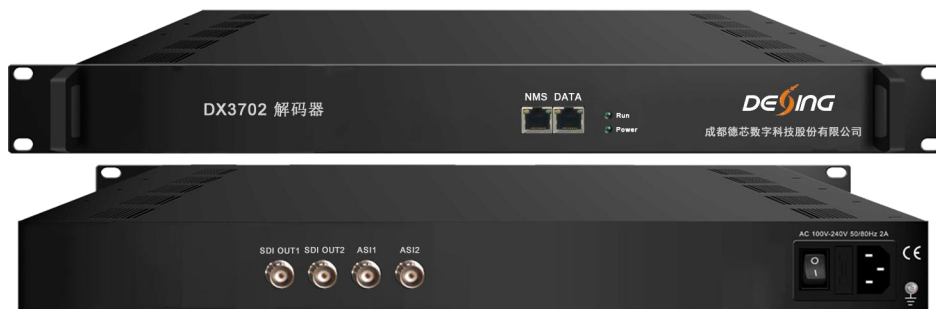 NMS DATA
DX3702 解码器
Run
Power
DESING
成都德芯数字科技股份有限公司
AC 100V-240V 50/80Hz 2A
SDI OUT1 SDI OUT2 ASI1 ASI2
CE